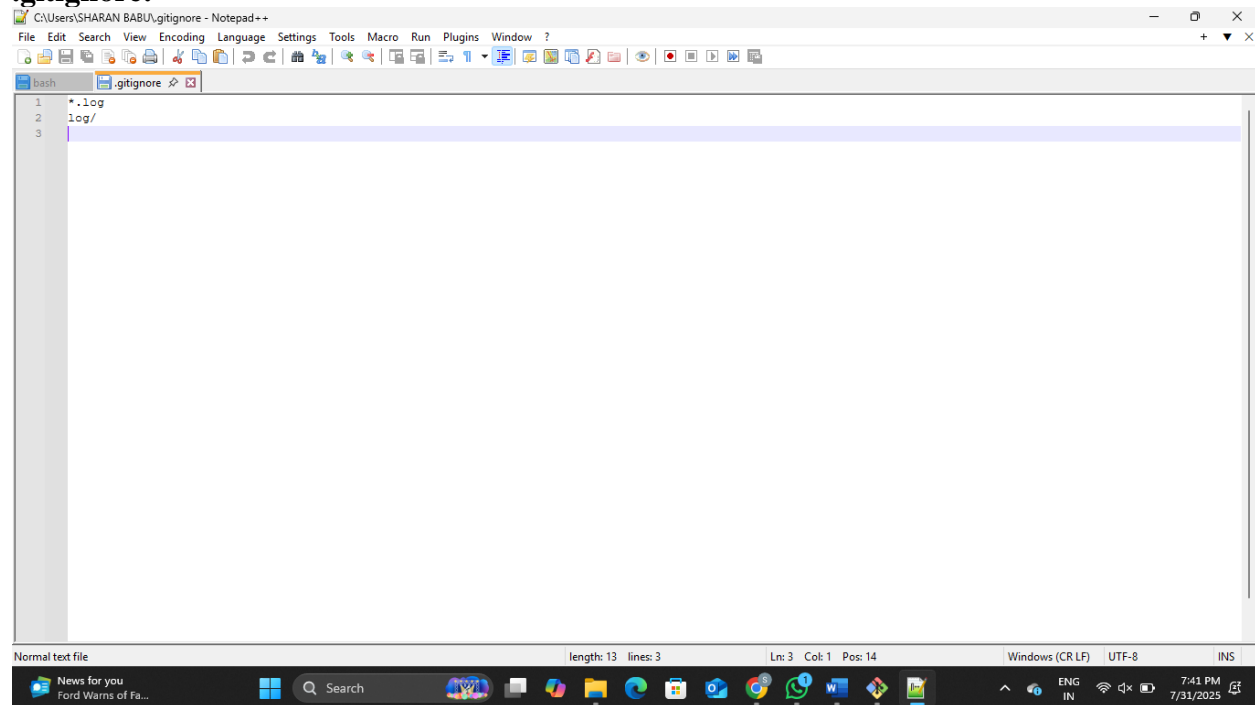 .gitignore:
C:\Users\SHARAN BABU\.gitignore - Notepad++
File Edit Search View Encoding Language Settings Tools Macro Run Plugins Window ?
bash .gitignore
1 *.log
2 log/
3
Normal text file length: 13 lines: 3 Ln: 3 Col: 1 Pos: 14 Windows (CR LF) UTF-8 INS
News for you
Ford Warns of Fa...
Search
ENG
IN
7:41 PM
7/31/2025